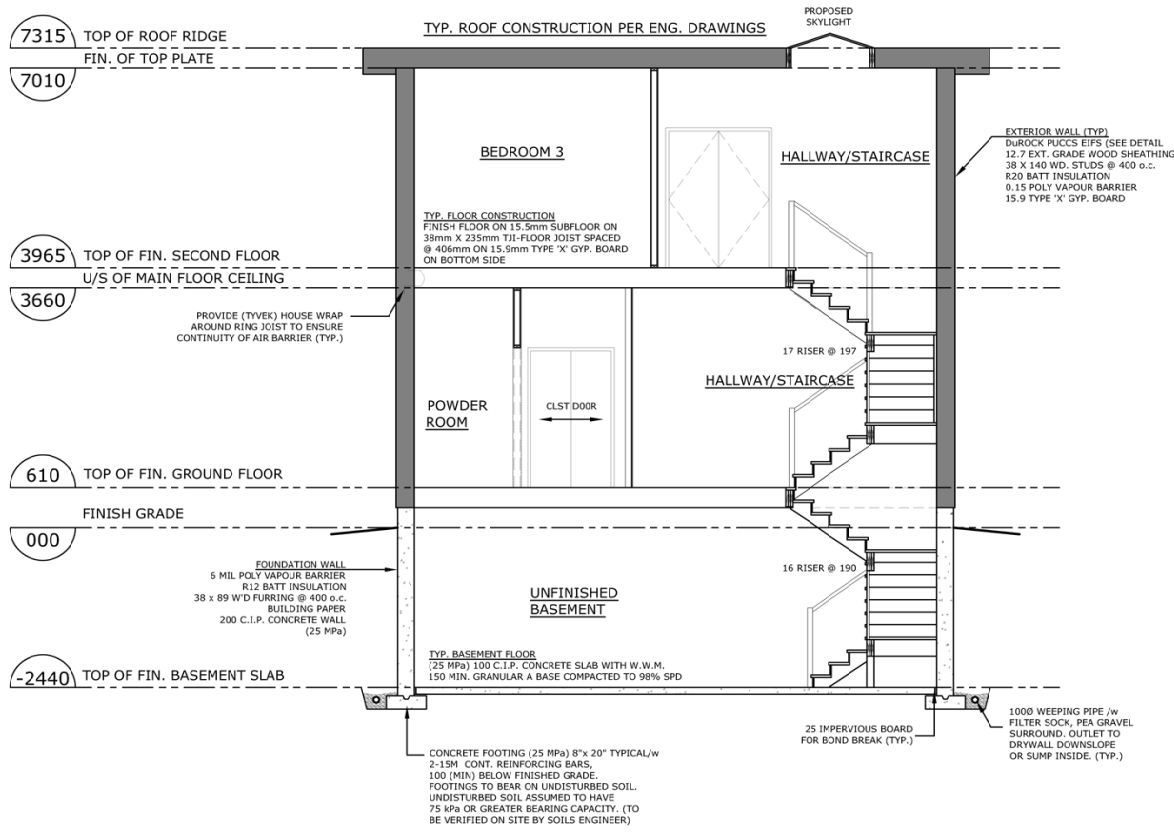 PROPOSED
SKYLIGHT
TYP. ROOF CONSTRUCTION PER ENG. DRAWINGS
7315 TOP OF ROOF RIDGE
FIN. OF TOP PLATE
7010
EXTERIOR WALL (TYP)
DuROCK PUCCS EIFS (SEE DETAIL
12.7 EXT. GRADE WOOD SHEATHING
38 X 140 WD. STUDS @ 400 o.c.
R20 BATT INSULATION
0.15 POLY VAPOUR BARRIER
15.9 TYPE 'X' GYP. BOARD
BEDROOM 3
HALLWAY/STAIRCASE
TYP. FLOOR CONSTRUCTION
FINISH FLOOR ON 15.5mm SUBFLOOR ON
38mm X 235mm TJI-FLOOR JOIST SPACED
@ 406mm ON 15.9mm TYPE 'X' GYP. BOARD
ON BOTTOM SIDE
3965 TOP OF FIN. SECOND FLOOR
U/S OF MAIN FLOOR CEILING
3660
PROVIDE (TYVEK) HOUSE WRAP
AROUND RING JOIST TO ENSURE
CONTINUITY OF AIR BARRIER (TYP.)
17 RISER @ 197
HALLWAY/STAIRCASE
POWDER
ROOM
CLST DOOR
610 TOP OF FIN. GROUND FLOOR
FINISH GRADE
000
FOUNDATION WALL
6 MIL POLY VAPOUR BARRIER
R12 BATT INSULATION
38 x 89 W'D FURRING @ 400 o.c.
BUILDING PAPER
200 C.I.P. CONCRETE WALL
(25 MPa)
16 RISER @ 190
UNFINISHED
BASEMENT
TYP. BASEMENT FLOOR
(25 MPa) 100 C.I.P. CONCRETE SLAB WITH W.W.M.
150 MIN. GRANULAR A BASE COMPACTED TO 98% SPD
-2440 TOP OF FIN. BASEMENT SLAB
25 IMPERVIOUS BOARD
FOR BOND BREAK (TYP.)
100Ø WEEPING PIPE /w
FILTER SOCK, PEA GRAVEL
SURROUND. OUTLET TO
DRYWALL DOWNSLOPE
OR SUMP INSIDE. (TYP.)
CONCRETE FOOTING (25 MPa) 8"x 20" TYPICAL/w
2-15M CONT. REINFORCING BARS,
100 (MIN) BELOW FINISHED GRADE.
FOOTINGS TO BEAR ON UNDISTURBED SOIL.
UNDISTURBED SOIL ASSUMED TO HAVE
75 kPa OR GREATER BEARING CAPACITY. (TO
BE VERIFIED ON SITE BY SOILS ENGINEER)